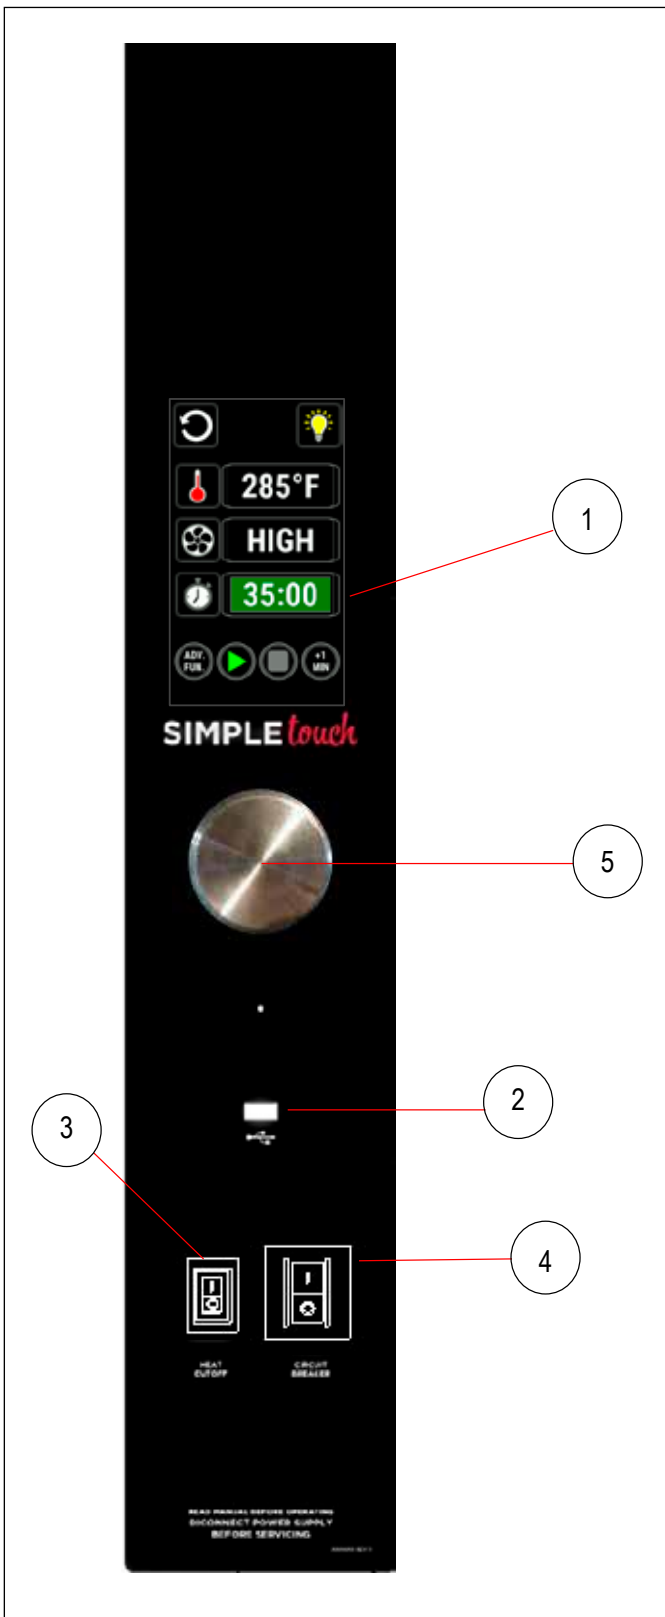 285°F
HIGH
1
35:00
ADV. FUN.
+1 MIN
SIMPLE touch
5
2
3
4
HEAT
CUTOFF
CIRCUIT
BREAKER
READ MANUAL BEFORE OPERATING
DICONNECT POWER SUPPLY
BEFORE SERVICING